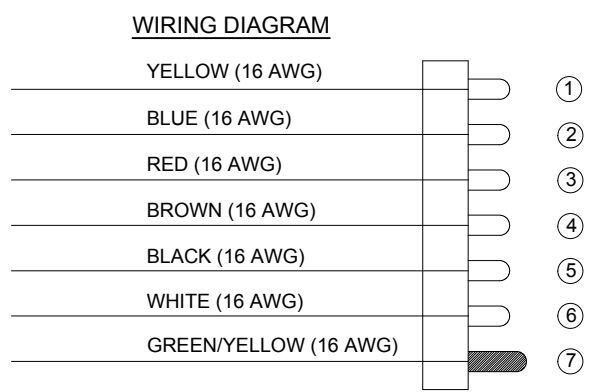 WIRING DIAGRAM
YELLOW (16 AWG) 1
BLUE (16 AWG) 2
RED (16 AWG) 3
BROWN (16 AWG) 4
BLACK (16 AWG) 5
WHITE (16 AWG) 6
GREEN/YELLOW (16 AWG) 7